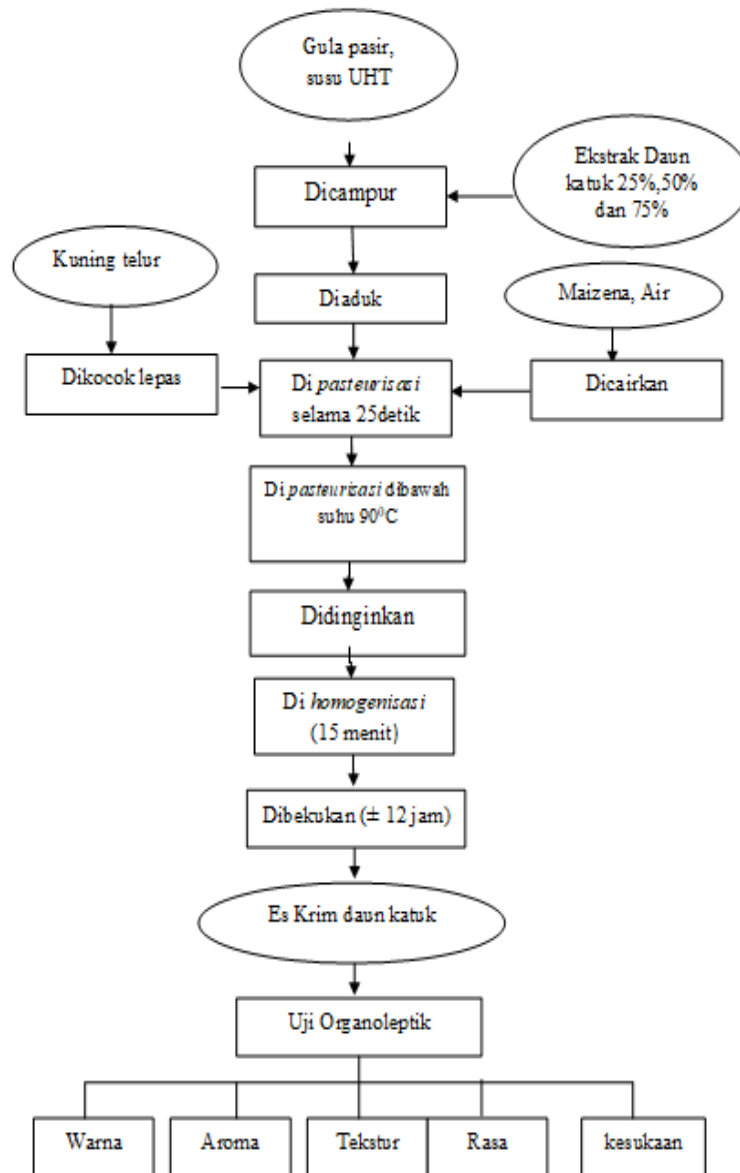 Gula pasir,
susu UHT
Dicampur
Ekstrak Daun
katuk 25%,50%
dan 75%
Kuning telur
Diaduk
Maizena, Air
Dikocok lepas
Di pasteurisasi
selama 25detik
Dicairkan
Di pasteurisasi dibawah
suhu 90⁰C
Didinginkan
Di homogenisasi
(15 menit)
Dibekukan (± 12 jam)
Es Krim daun katuk
Uji Organoleptik
Warna
Aroma
Tekstur
Rasa
kesukaan